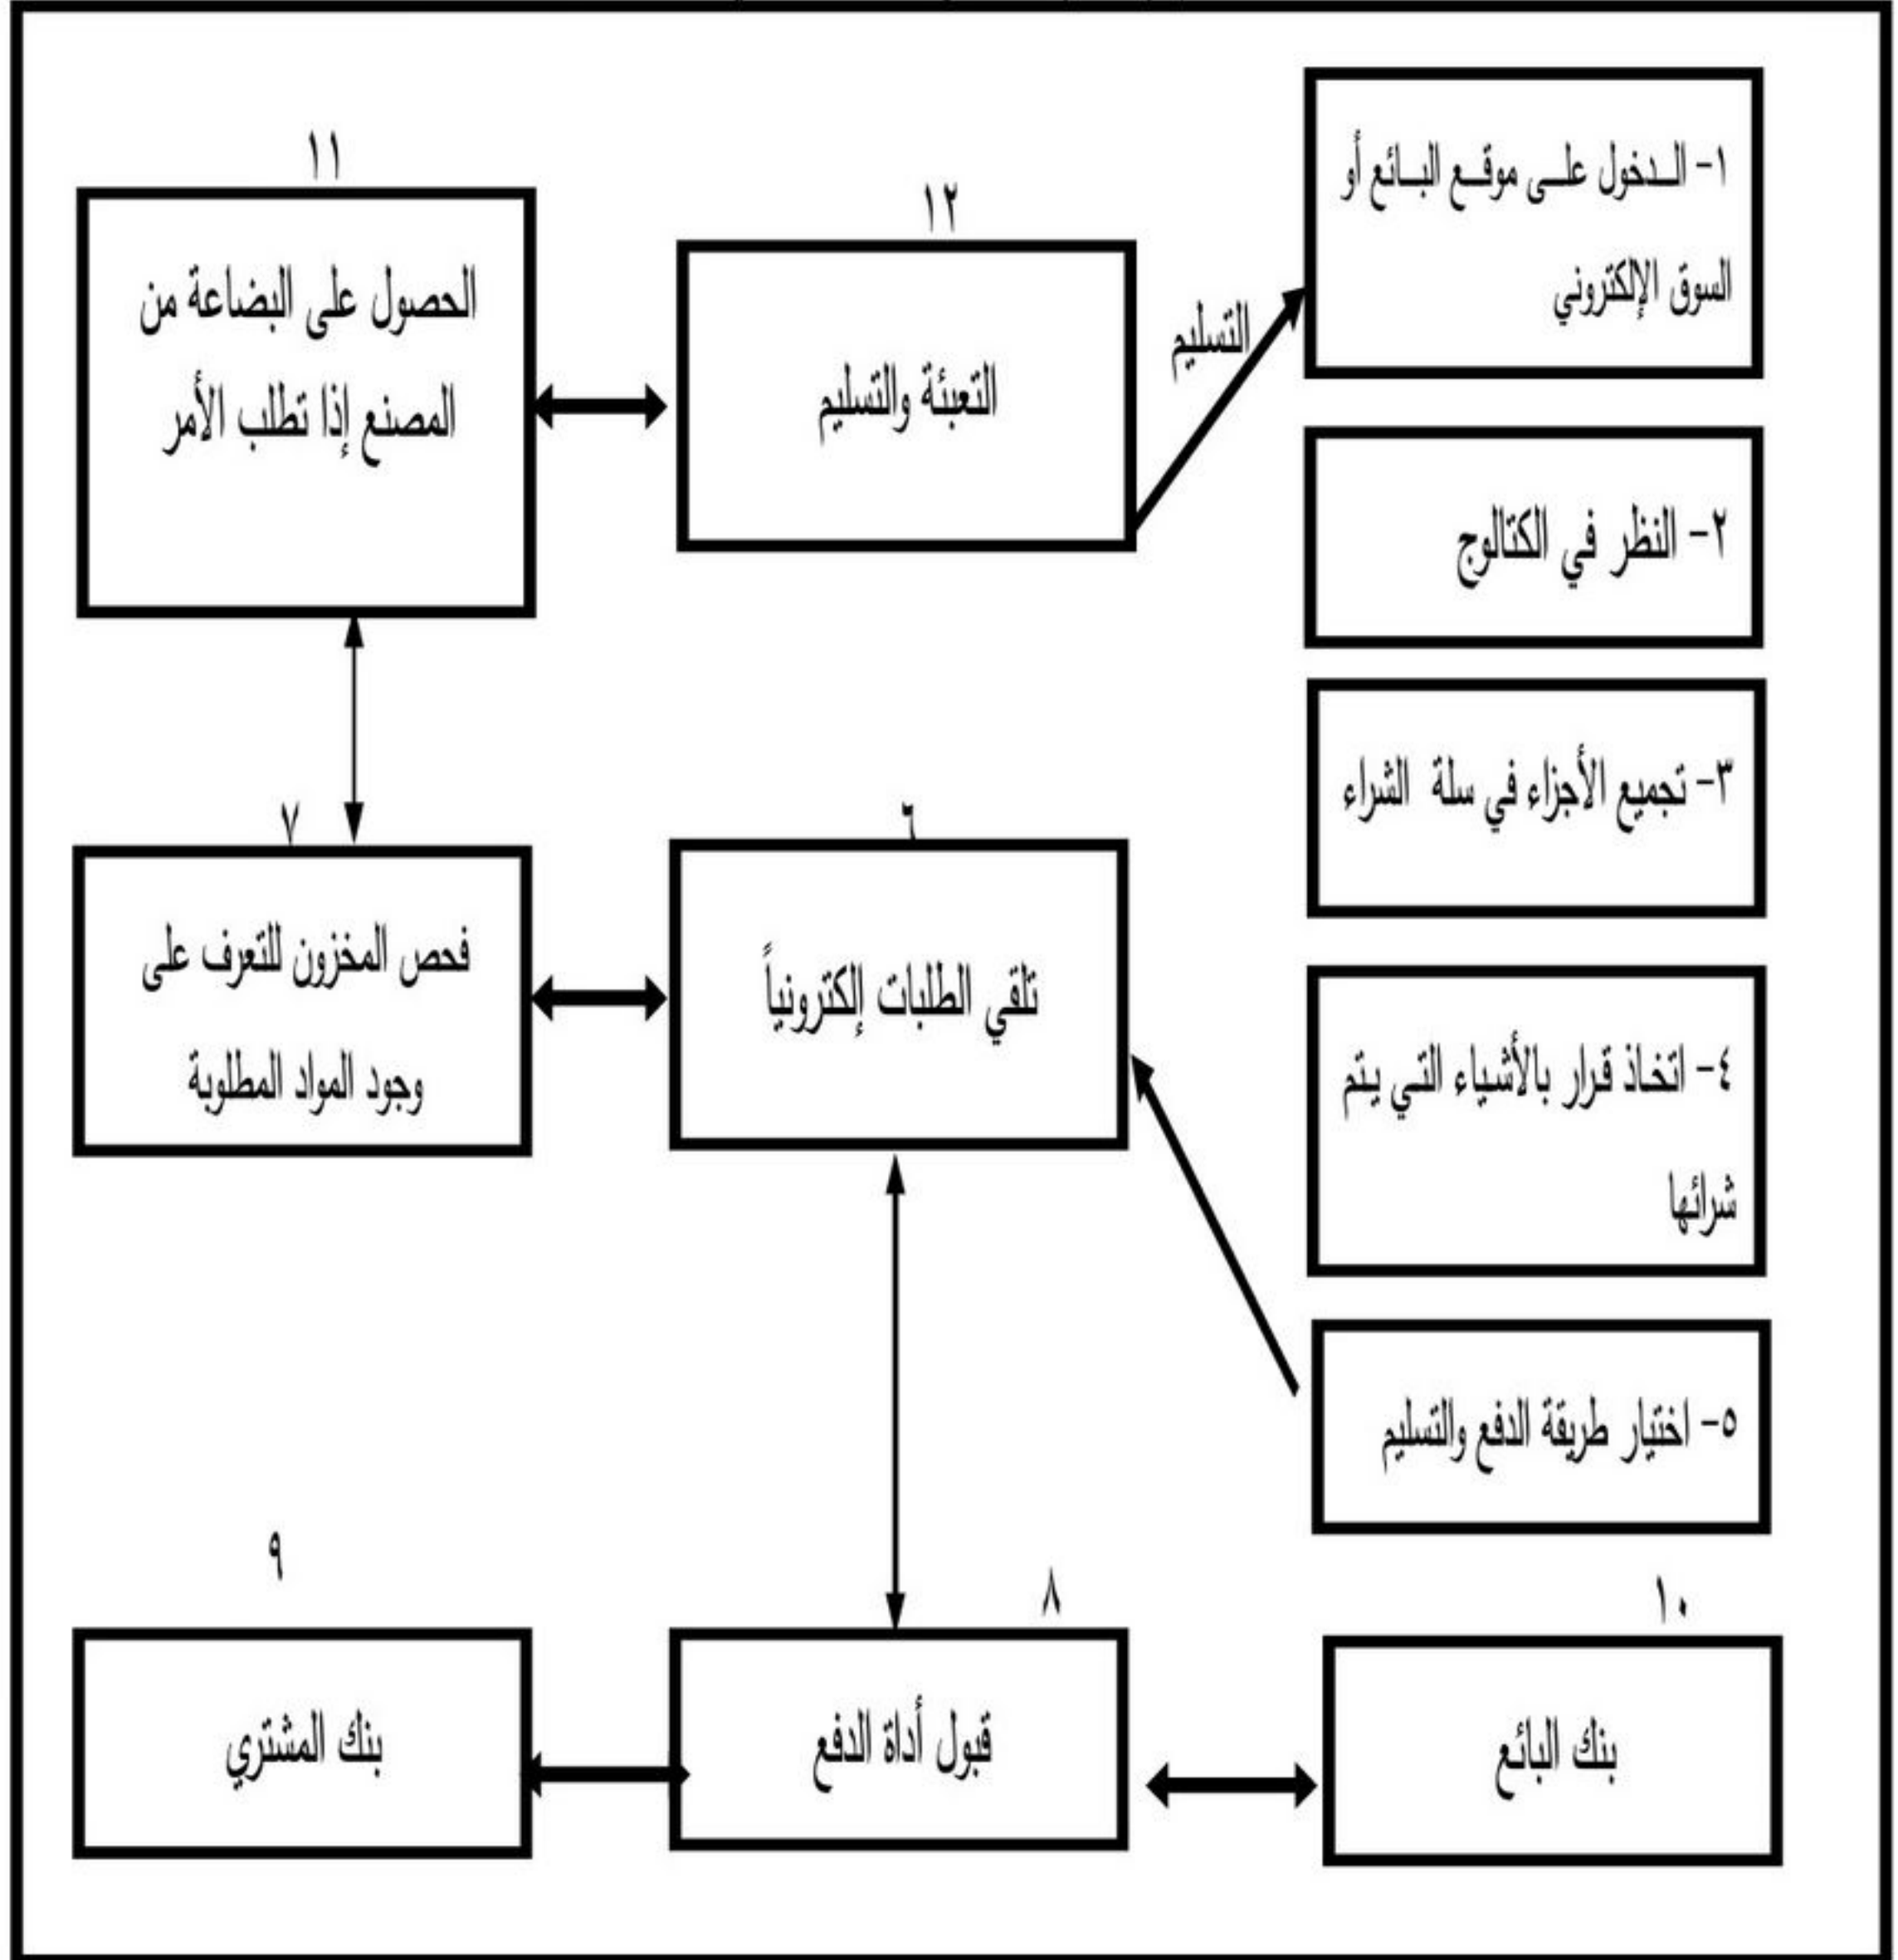 ١- الدخول على موقع البائع أو
السوق الإلكتروني
٢- النظر في الكتالوج
٣- تجميع الأجزاء في سلة الشراء
٤- اتخاذ قرار بالأشياء التي يتم
شرائها
٥- اختيار طريقة الدفع والتسليم
٦
تلقي الطلبات إلكترونياً
٧
فحص المخزون للتعرف على
وجود المواد المطلوبة
٨
قبول أداة الدفع
٩
بنك المشتري
١٠
بنك البائع
١١
الحصول على البضاعة من
المصنع إذا تطلب الأمر
١٢
التعبئة والتسليم
التسليم